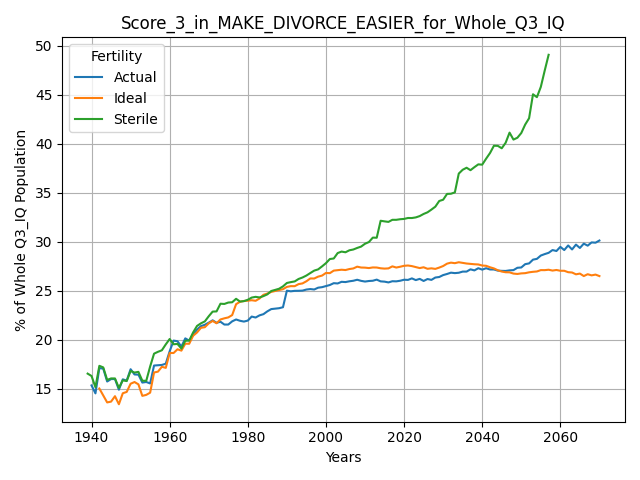 Score_3_in_MAKE_DIVORCE_EASIER_for_Whole_Q3_IQ
% of Whole Q3_IQ Population
50
45
40
35
30
25
20
15
Fertility
Actual
Ideal
Sterile
1940 1960 1980 2000 2020 2040 2060
Years